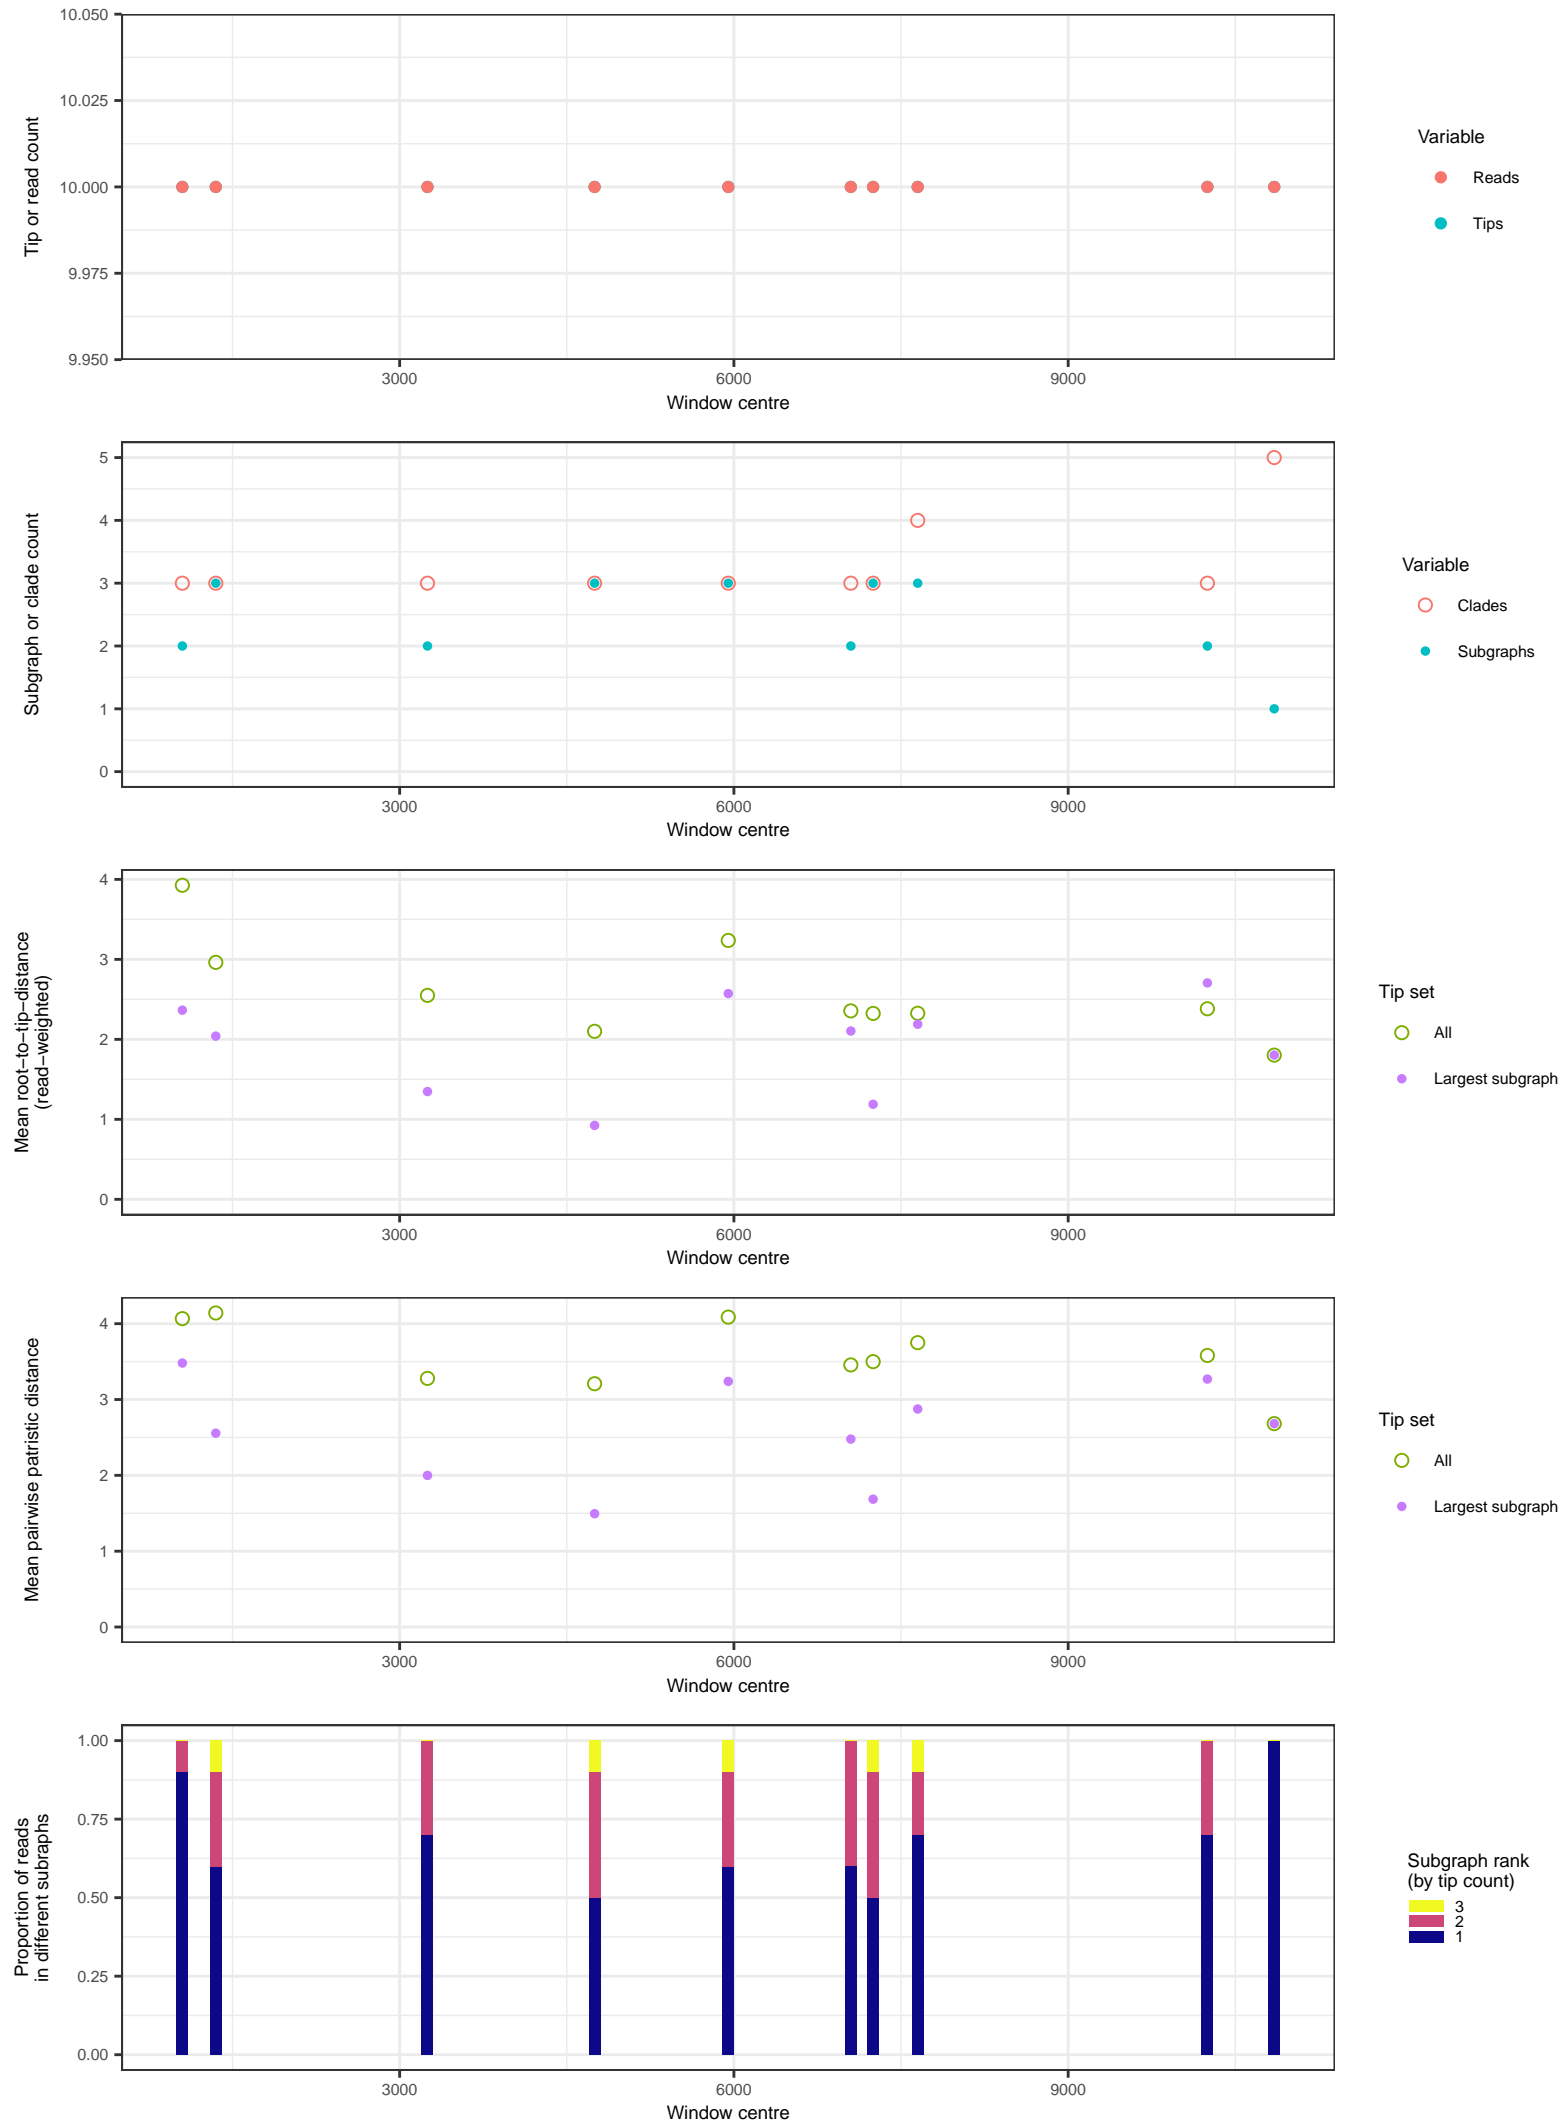 10.050
10.025
10.000
9.975
9.950
Tip or read count
3000 6000 9000
Window centre
Variable
Reads
Tips
5
4
3
2
1
0
Subgraph or clade count
3000 6000 9000
Window centre
Variable
Clades
Subgraphs
4
3
2
1
0
Mean root−to−tip−distance
(read−weighted)
3000 6000 9000
Window centre
Tip set
All
Largest subgraph
4
3
2
1
0
Mean pairwise patristic distance
3000 6000 9000
Window centre
Tip set
All
Largest subgraph
1.00
0.75
0.50
0.25
0.00
Proportion of reads
in different subraphs
3000 6000 9000
Window centre
Subgraph rank
(by tip count)
3
2
1